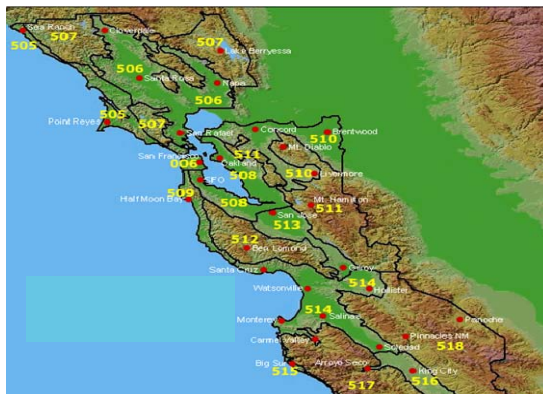 Sea Ranch
Cloverdale
505
507
507
Lake Berryessa
506
Santa Rosa
Napa
506
505
Point Reyes
507
San Rafael
Concord
510
Brentwood
Mt. Diablo
San Francisco
006
Oakland
511
508
510
Livermore
SFO
509
Half Moon Bay
508
Mt. Hamilton
511
San Jose
513
512
Ben Lomond
Santa Cruz
Gilroy
514
Hollister
Watsonville
514
Salinas
Monterey
Panoche
Pinnacles NM
518
Carmel Valley
Soledad
Big Sur
515
Arroyo Seco
517
King City
516